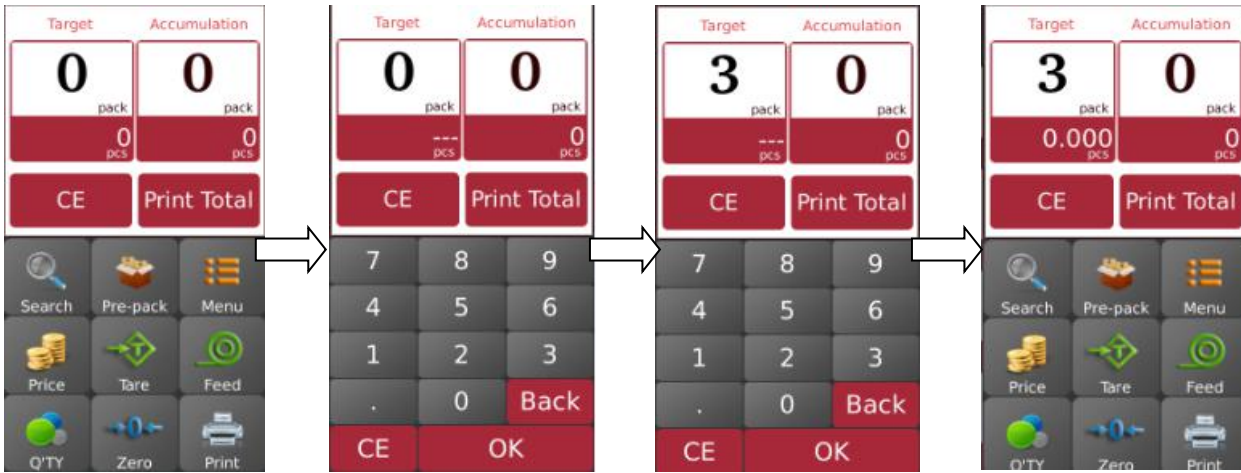 Target Accumulation
0 0
pack pack
0 0
pcs pcs
CE Print Total
Search Pre-pack Menu
Price Tare Feed
Q'TY Zero Print
Target Accumulation
0 0
pack pack
--- 0
pcs pcs
CE Print Total
7 8 9
4 5 6
1 2 3
. 0 Back
CE OK
Target Accumulation
3 0
pack pack
--- 0
pcs pcs
CE Print Total
7 8 9
4 5 6
1 2 3
. 0 Back
CE OK
Target Accumulation
3 0
pack pack
0.000 0
pcs pcs
CE Print Total
Search Pre-pack Menu
Price Tare Feed
Q'TY Zero Print